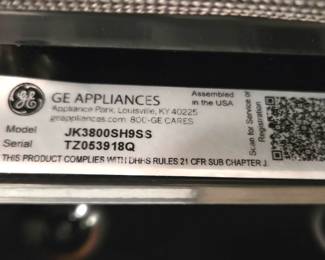 GE GE APPLIANCES
Appliance Park, Louisville, KY 40225
geappliances.com 800-GE CARES
Assembled
in the USA
Model JK3800SH9SS
Serial TZ053918Q
THIS PRODUCT COMPLIES WITH DHHS RULES 21 CFR SUB CHAPTER J.
Scan for Service or
Registration